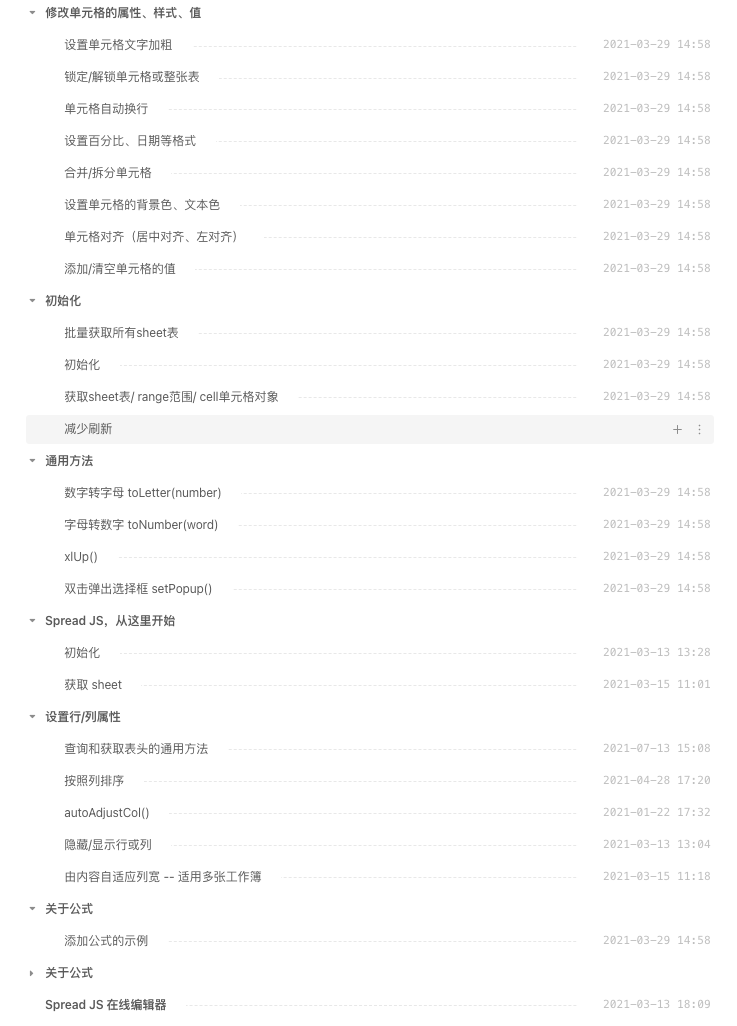 修改单元格的属性、样式、值
设置单元格文字加粗 2021-03-29 14:58
锁定/解锁单元格或整张表 2021-03-29 14:58
单元格自动换行 2021-03-29 14:58
设置百分比、日期等格式 2021-03-29 14:58
合并/拆分单元格 2021-03-29 14:58
设置单元格的背景色、文本色 2021-03-29 14:58
单元格对齐（居中对齐、左对齐） 2021-03-29 14:58
添加/清空单元格的值 2021-03-29 14:58
初始化
批量获取所有sheet表 2021-03-29 14:58
初始化 2021-03-29 14:58
获取sheet表/ range范围/ cell单元格对象 2021-03-29 14:58
减少刷新
通用方法
数字转字母 toLetter(number) 2021-03-29 14:58
字母转数字 toNumber(word) 2021-03-29 14:58
xlUp() 2021-03-29 14:58
双击弹出选择框 setPopup() 2021-03-29 14:58
Spread JS，从这里开始
初始化 2021-03-13 13:28
获取 sheet 2021-03-15 11:01
设置行/列属性
查询和获取表头的通用方法 2021-07-13 15:08
按照列排序 2021-04-28 17:20
autoAdjustCol() 2021-01-22 17:32
隐藏/显示行或列 2021-03-13 13:04
由内容自适应列宽 -- 适用多张工作簿 2021-03-15 11:18
关于公式
添加公式的示例 2021-03-29 14:58
关于公式
Spread JS 在线编辑器 2021-03-13 18:09